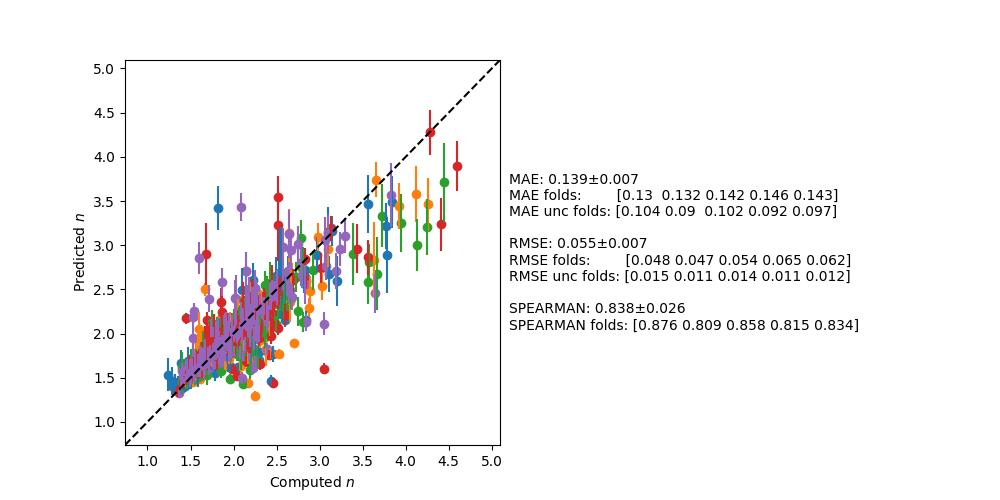 5.0
4.5
4.0
3.5
3.0
2.5
2.0
1.5
1.0
Predicted n
1.0 1.5 2.0 2.5 3.0 3.5 4.0 4.5 5.0
Computed n
MAE: 0.139±0.007
MAE folds: [0.13 0.132 0.142 0.146 0.143]
MAE unc folds: [0.104 0.09 0.102 0.092 0.097]
RMSE: 0.055±0.007
RMSE folds: [0.048 0.047 0.054 0.065 0.062]
RMSE unc folds: [0.015 0.011 0.014 0.011 0.012]
SPEARMAN: 0.838±0.026
SPEARMAN folds: [0.876 0.809 0.858 0.815 0.834]